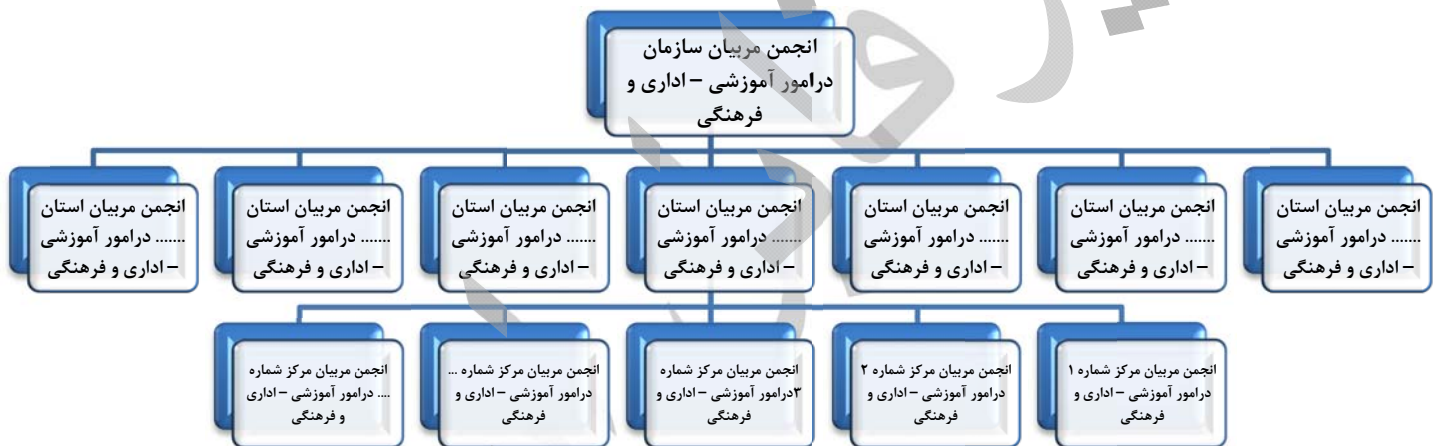 انجمن مربیان سازمان
درامور آموزشی – اداری و
فرهنگی
انجمن مربیان استان
....... درامور آموزشی
– اداری و فرهنگی
انجمن مربیان استان
....... درامور آموزشی
– اداری و فرهنگی
انجمن مربیان استان
....... درامور آموزشی
– اداری و فرهنگی
انجمن مربیان استان
....... درامور آموزشی
– اداری و فرهنگی
انجمن مربیان استان
....... درامور آموزشی
– اداری و فرهنگی
انجمن مربیان استان
....... درامور آموزشی
– اداری و فرهنگی
انجمن مربیان استان
....... درامور آموزشی
– اداری و فرهنگی
انجمن مربیان مرکز شماره ۱
درامور آموزشی – اداری و
فرهنگی
انجمن مربیان مرکز شماره ۲
درامور آموزشی – اداری و
فرهنگی
انجمن مربیان مرکز شماره
۳درامور آموزشی – اداری و
فرهنگی
انجمن مربیان مرکز شماره ...
درامور آموزشی – اداری و
فرهنگی
انجمن مربیان مرکز شماره
.... درامور آموزشی – اداری
و فرهنگی